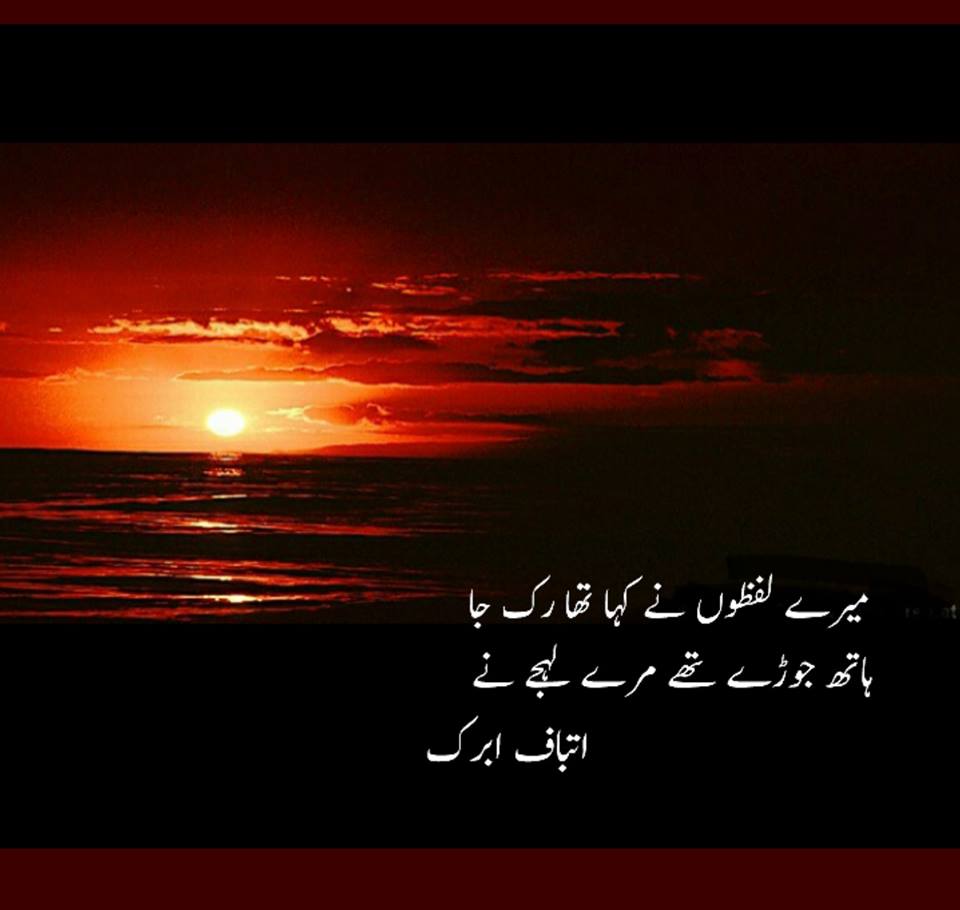 میرے لفظوں نے کہا تھا رک جا
ہاتھ جوڑے تھے مرے لہجے نے
اتباف ابرک